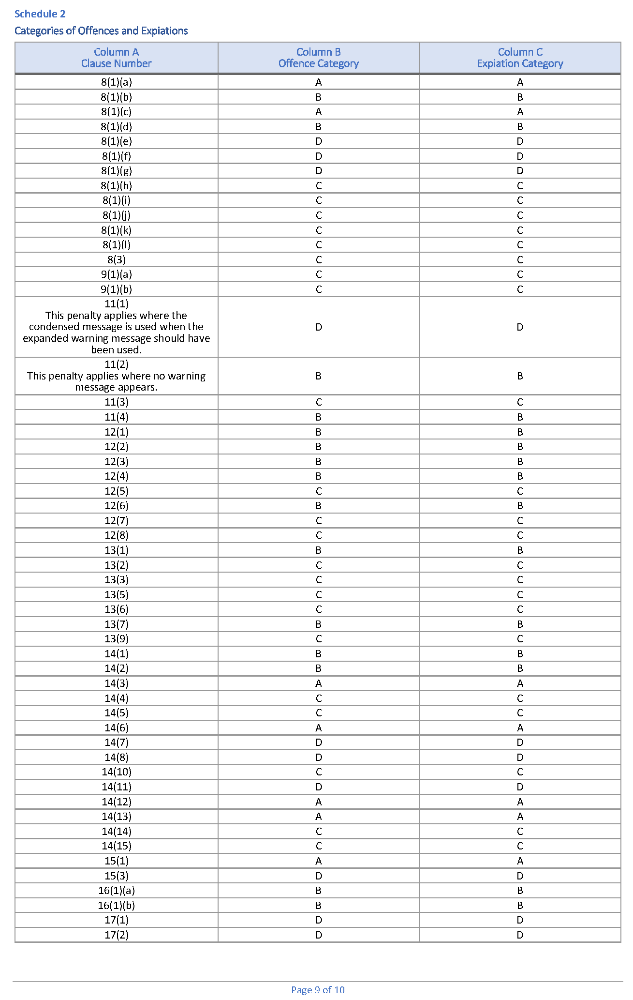 Schedule 2
Categories of Offences and Expiations
Column A Column B Column C
Clause Number Offence Category Expiation Category
8(1)(a) A A
8(1)(b) B B
8(1)(c) A A
8(1)(d) B B
8(1)(e) D D
8(1)(f) D D
8(1)(g) D D
8(1)(h) C C
8(1)(i) C C
8(1)(j) C C
8(1)(k) C C
8(1)(l) C C
8(3) C C
9(1)(a) C C
9(1)(b) C C
11(1)
This penalty applies where the
condensed message is used when the D D
expanded warning message should have
been used.
11(2)
This penalty applies where no warning B B
message appears.
11(3) C C
11(4) B B
12(1) B B
12(2) B B
12(3) B B
12(4) B B
12(5) C C
12(6) B B
12(7) C C
12(8) C C
13(1) B B
13(2) C C
13(3) C C
13(5) C C
13(6) C C
13(7) B B
13(9) C C
14(1) B B
14(2) B B
14(3) A A
14(4) C C
14(5) C C
14(6) A A
14(7) D D
14(8) D D
14(10) C C
14(11) D D
14(12) A A
14(13) A A
14(14) C C
14(15) C C
15(1) A A
15(3) D D
16(1)(a) B B
16(1)(b) B B
17(1) D D
17(2) D D
Page 9 of 10